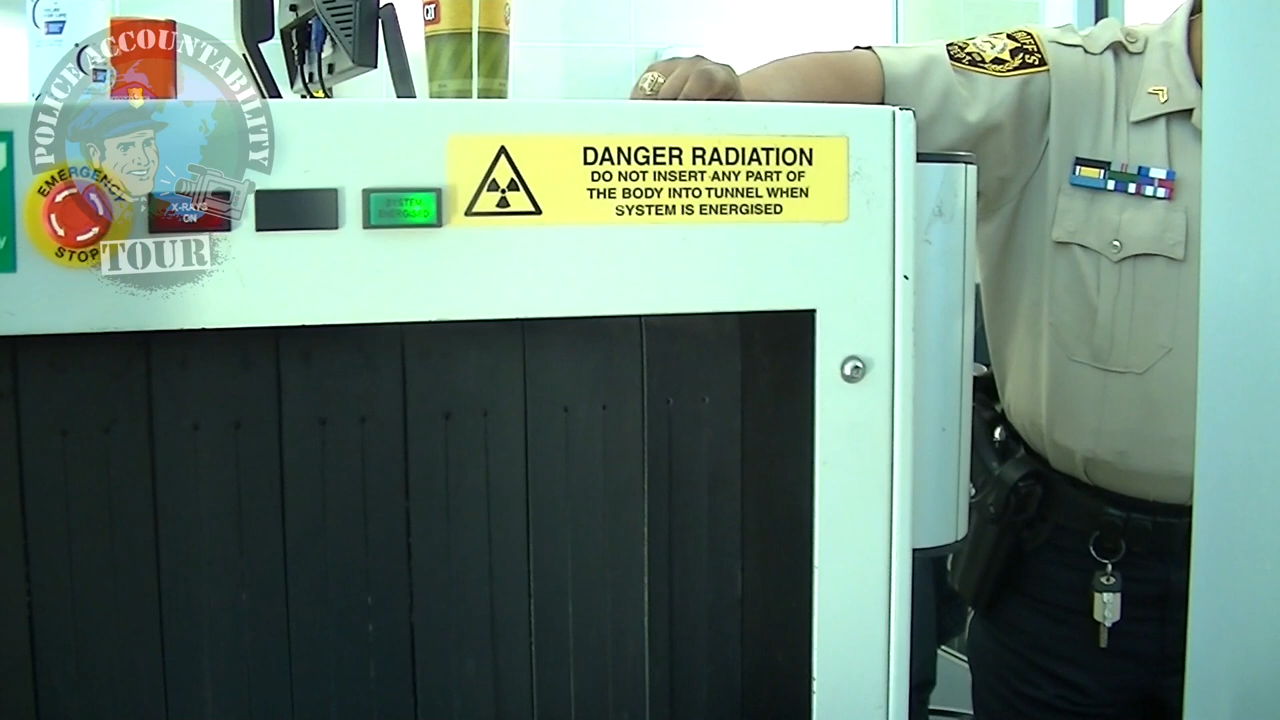 POLICE ACCOUNTABILITY
TOUR
EMERGENCY
STOP
X-RAYS
ON
SYSTEM
ENERGISED
DANGER RADIATION
DO NOT INSERT ANY PART OF
THE BODY INTO TUNNEL WHEN
SYSTEM IS ENERGISED